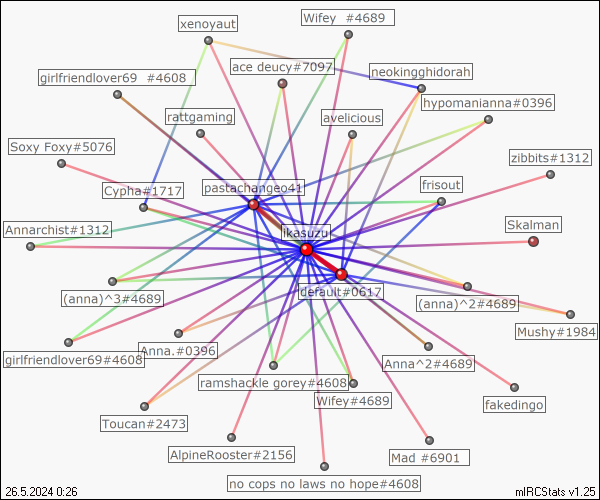 Wifey  #4689
xenoyaut
ace deucy#7097
neokingghidorah
girlfriendlover69  #4608
hypomanianna#0396
rattgaming
avelicious
Soxy Foxy#5076
zibbits#1312
Cypha#1717
pastachangeo41
frisout
Annarchist#1312
likasuzu
Skalman
(anna)^3#4689
default#0617
(anna)^2#4689
Mushy#1984
girlfriendlover69#4608
Anna.#0396
Anna^2#4689
ramshackle gorey#4608
Wifey#4689
fakedingo
Toucan#2473
AlpineRooster#2156
Mad #6901
no cops no laws no hope#4608
26.5.2024 0:26
mIRCStats v1.25